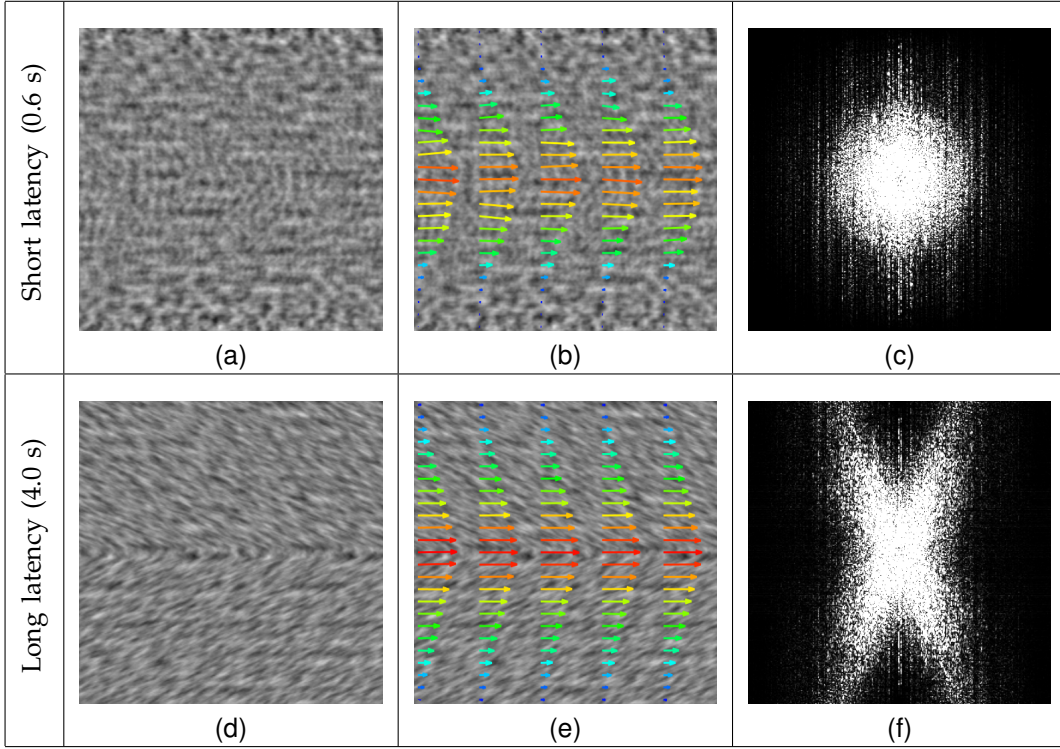 Short latency (0.6 s)
(a)
(b)
(c)
Long latency (4.0 s)
(d)
(e)
(f)